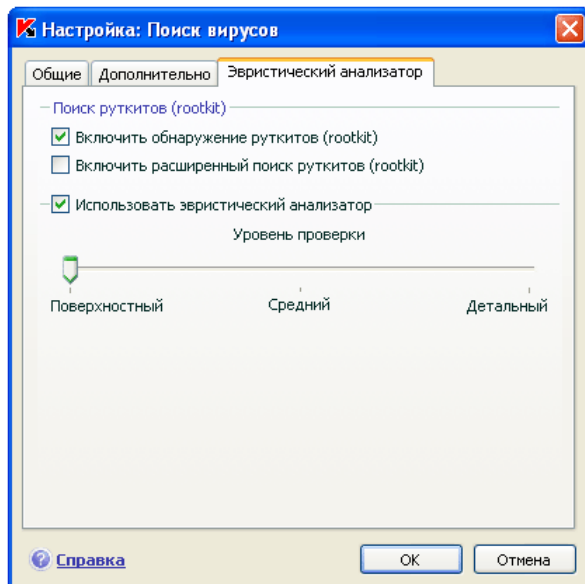 Настройка: Поиск вирусов
Общие Дополнительно Эвристический анализатор
Поиск руткитов (rootkit)
Включить обнаружение руткитов (rootkit)
Включить расширенный поиск руткитов (rootkit)
Использовать эвристический анализатор
Уровень проверки
Поверхностный Средний Детальный
Справка OK Отмена